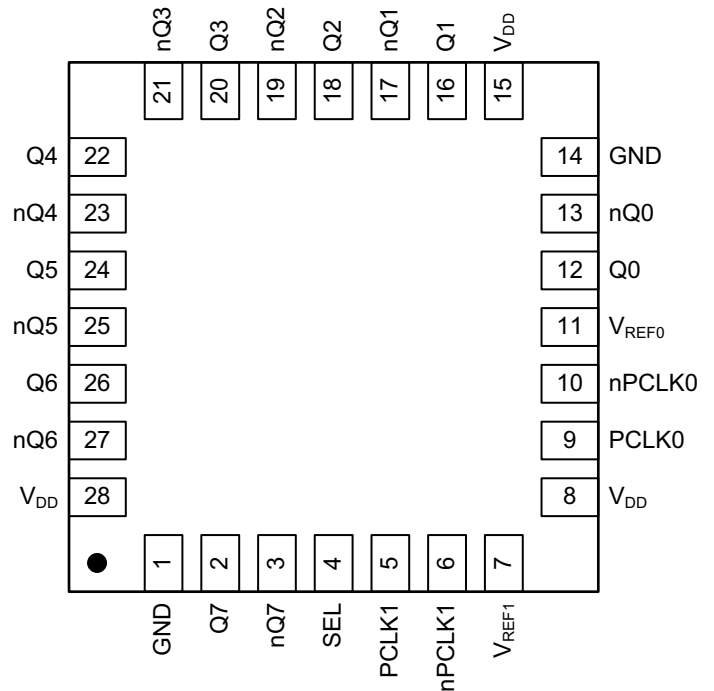 nQ3 Q3 nQ2 Q2 nQ1 Q1 VDD
21 20 19 18 17 16 15
Q4 22 14 GND
nQ4 23 13 nQ0
Q5 24 12 Q0
nQ5 25 11 VREF0
Q6 26 10 nPCLK0
nQ6 27 9 PCLK0
VDD 28 8 VDD
1 2 3 4 5 6 7
GND Q7 nQ7 SEL PCLK1 nPCLK1 VREF1